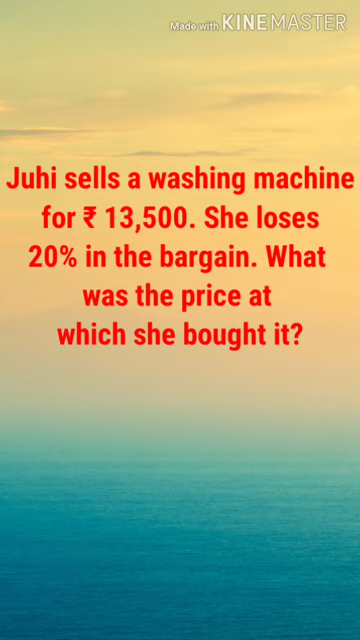 Made with KINEMASTER
Juhi sells a washing machine
for ₹ 13,500. She loses
20% in the bargain. What
was the price at
which she bought it?